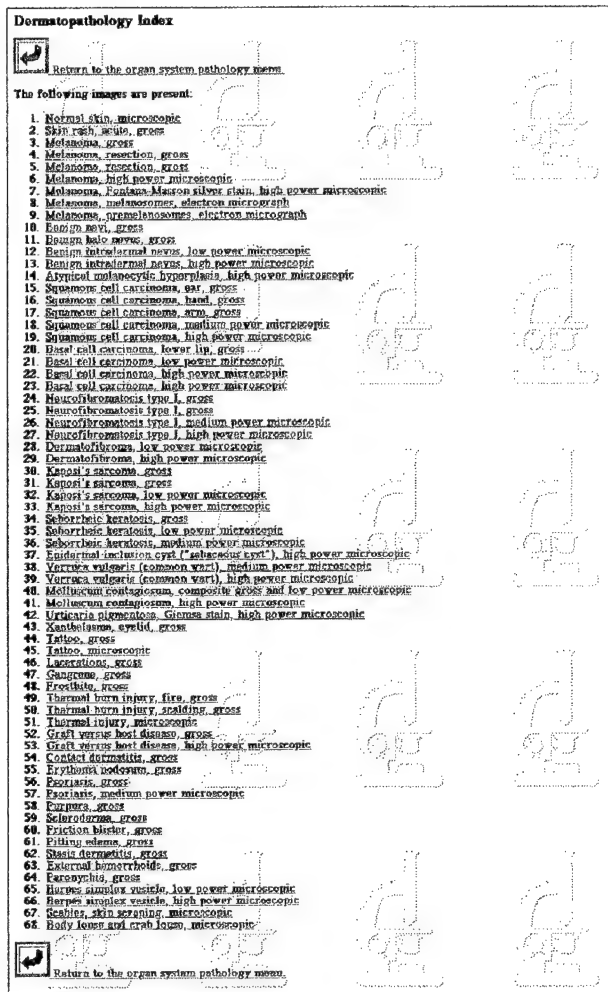 Dermatopathology Index
Return to the organ system pathology menu
The following images are present:
1. Normal skin, microscopic
2. Skin rash, acute, gross
3. Melanoma, gross
4. Melanoma, resection, gross
5. Melanoma, resection, gross
6. Melanoma, high power microscopic
7. Melanoma, Fontana-Masson silver stain, high power microscopic
8. Melanoma, melanosomes, electron micrograph
9. Melanoma, premelanosomes, electron micrograph
10. Benign nevi, gross
11. Benign halo nevus, gross
12. Benign intradermal nevus, low power microscopic
13. Benign intradermal nevus, high power microscopic
14. Atypical melanocytic hyperplasia, high power microscopic
15. Squamous cell carcinoma, ear, gross
16. Squamous cell carcinoma, hand, gross
17. Squamous cell carcinoma, arm, gross
18. Squamous cell carcinoma, medium power microscopic
19. Squamous cell carcinoma, high power microscopic
20. Basal cell carcinoma, lower lip, gross
21. Basal cell carcinoma, low power microscopic
22. Basal cell carcinoma, high power microscopic
23. Basal cell carcinoma, high power microscopic
24. Neurofibromatosis type I, gross
25. Neurofibromatosis type I, gross
26. Neurofibromatosis type I, medium power microscopic
27. Neurofibromatosis type I, high power microscopic
28. Dermatofibroma, low power microscopic
29. Dermatofibroma, high power microscopic
30. Kaposi's sarcoma, gross
31. Kaposi's sarcoma, gross
32. Kaposi's sarcoma, low power microscopic
33. Kaposi's sarcoma, high power microscopic
34. Seborrheic keratosis, gross
35. Seborrheic keratosis, low power microscopic
36. Seborrheic keratosis, medium power microscopic
37. Epidermal inclusion cyst ("sebaceous cyst"), high power microscopic
38. Verruca vulgaris (common wart), medium power microscopic
39. Verruca vulgaris (common wart), high power microscopic
40. Molluscum contagiosum, composite gross and low power microscopic
41. Molluscum contagiosum, high power microscopic
42. Urticaria pigmentosa, Giemsa stain, high power microscopic
43. Xanthelasma, eyelid, gross
44. Tattoo, gross
45. Tattoo, microscopic
46. Lacerations, gross
47. Gangrene, gross
48. Frostbite, gross
49. Thermal burn injury, fire, gross
50. Thermal burn injury, scalding, gross
51. Thermal injury, microscopic
52. Graft versus host disease, gross
53. Graft versus host disease, high power microscopic
54. Contact dermatitis, gross
55. Erythema nodosum, gross
56. Psoriasis, gross
57. Psoriasis, medium power microscopic
58. Purpura, gross
59. Scleroderma, gross
60. Friction blister, gross
61. Pitting edema, gross
62. Stasis dermatitis, gross
63. External hemorrhoids, gross
64. Paronychia, gross
65. Herpes simplex vesicle, low power microscopic
66. Herpes simplex vesicle, high power microscopic
67. Scabies, skin scraping, microscopic
68. Body louse and crab louse, microscopic
Return to the organ system pathology menu.